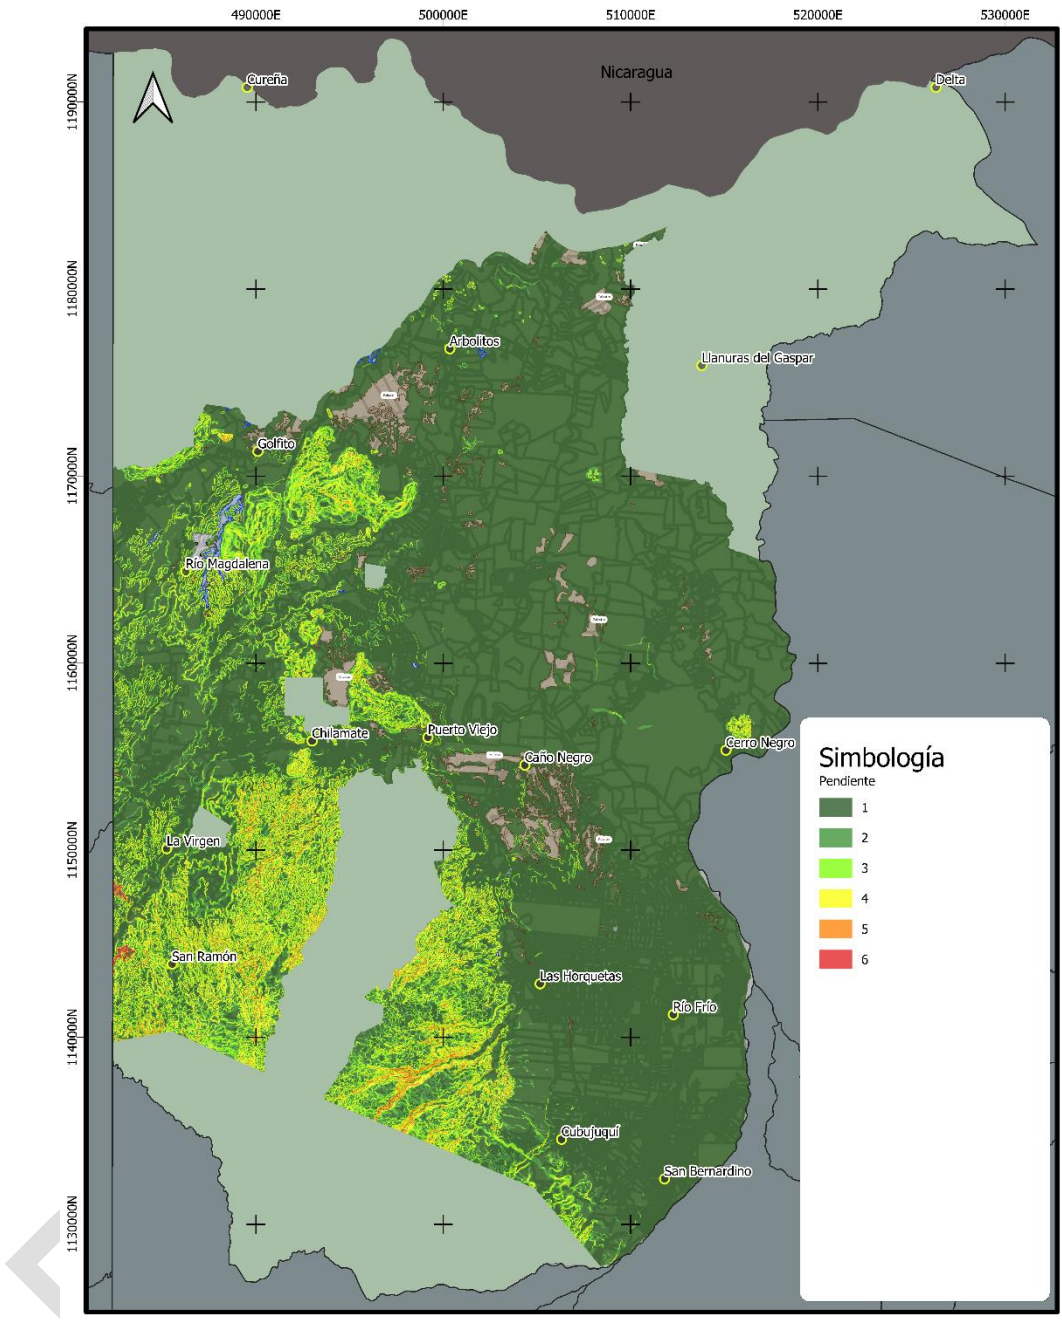 490000E 500000E 510000E 520000E 530000E
Nicaragua
Cureña
Delta
1190000N
1180000N
Arbolitos
Llanuras del Gaspar
Golfito
1170000N
Río Magdalena
1160000N
Chilamate
Puerto Viejo
Caño Negro
Cerro Negro
La Virgen
1150000N
San Ramón
Las Horquetas
Río Frío
1140000N
Cubujuquí
San Bernardino
1130000N
Simbología
Pendiente
1
2
3
4
5
6